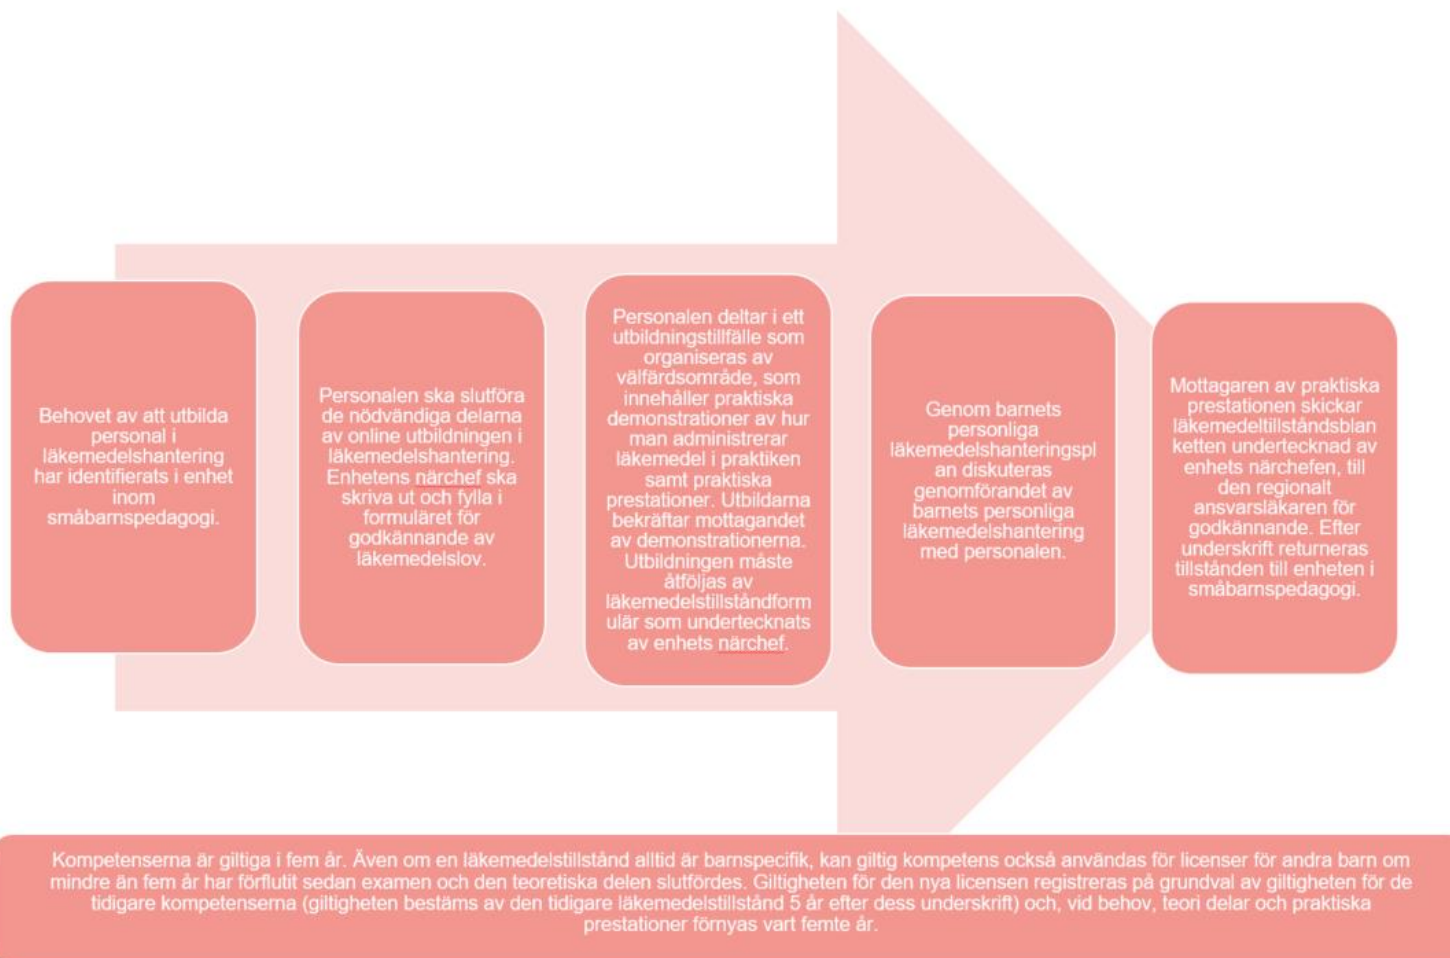 Behovet av att utbilda
personal i
läkemedelshantering
har identifierats i enhet
inom
småbarnspedagogi.
Personalen ska slutföra
de nödvändiga delarna
av online utbildningen i
läkemedelshantering.
Enhetens närchef ska
skriva ut och fylla i
formuläret för
godkännande av
läkemedelslov.
Personalen deltar i ett
utbildningstillfälle som
organiseras av
välfärdsområde, som
innehåller praktiska
demonstrationer av hur
man administrerar
läkemedel i praktiken
samt praktiska
prestationer. Utbildarna
bekräftar mottagandet
av demonstrationerna.
Utbildningen måste
åtföljas av
läkemedelstillståndform
ulär som undertecknats
av enhets närchef.
Genom barnets
personliga
läkemedelshanteringspl
an diskuteras
genomförandet av
barnets personliga
läkemedelshantering
med personalen.
Mottagaren av praktiska
prestationen skickar
läkemedeltillståndsblan
ketten undertecknad av
enhets närchefen, till
den regionalt
ansvarsläkaren för
godkännande. Efter
underskrift returneras
tillstånden till enheten i
småbarnspedagogi.
Kompetenserna är giltiga i fem år. Även om en läkemedelstillstånd alltid är barnspecifik, kan giltig kompetens också användas för licenser för andra barn om
mindre än fem år har förflutit sedan examen och den teoretiska delen slutfördes. Giltigheten för den nya licensen registreras på grundval av giltigheten för de
tidigare kompetenserna (giltigheten bestäms av den tidigare läkemedelstillstånd 5 år efter dess underskrift) och, vid behov, teori delar och praktiska
prestationer förnyas vart femte år.